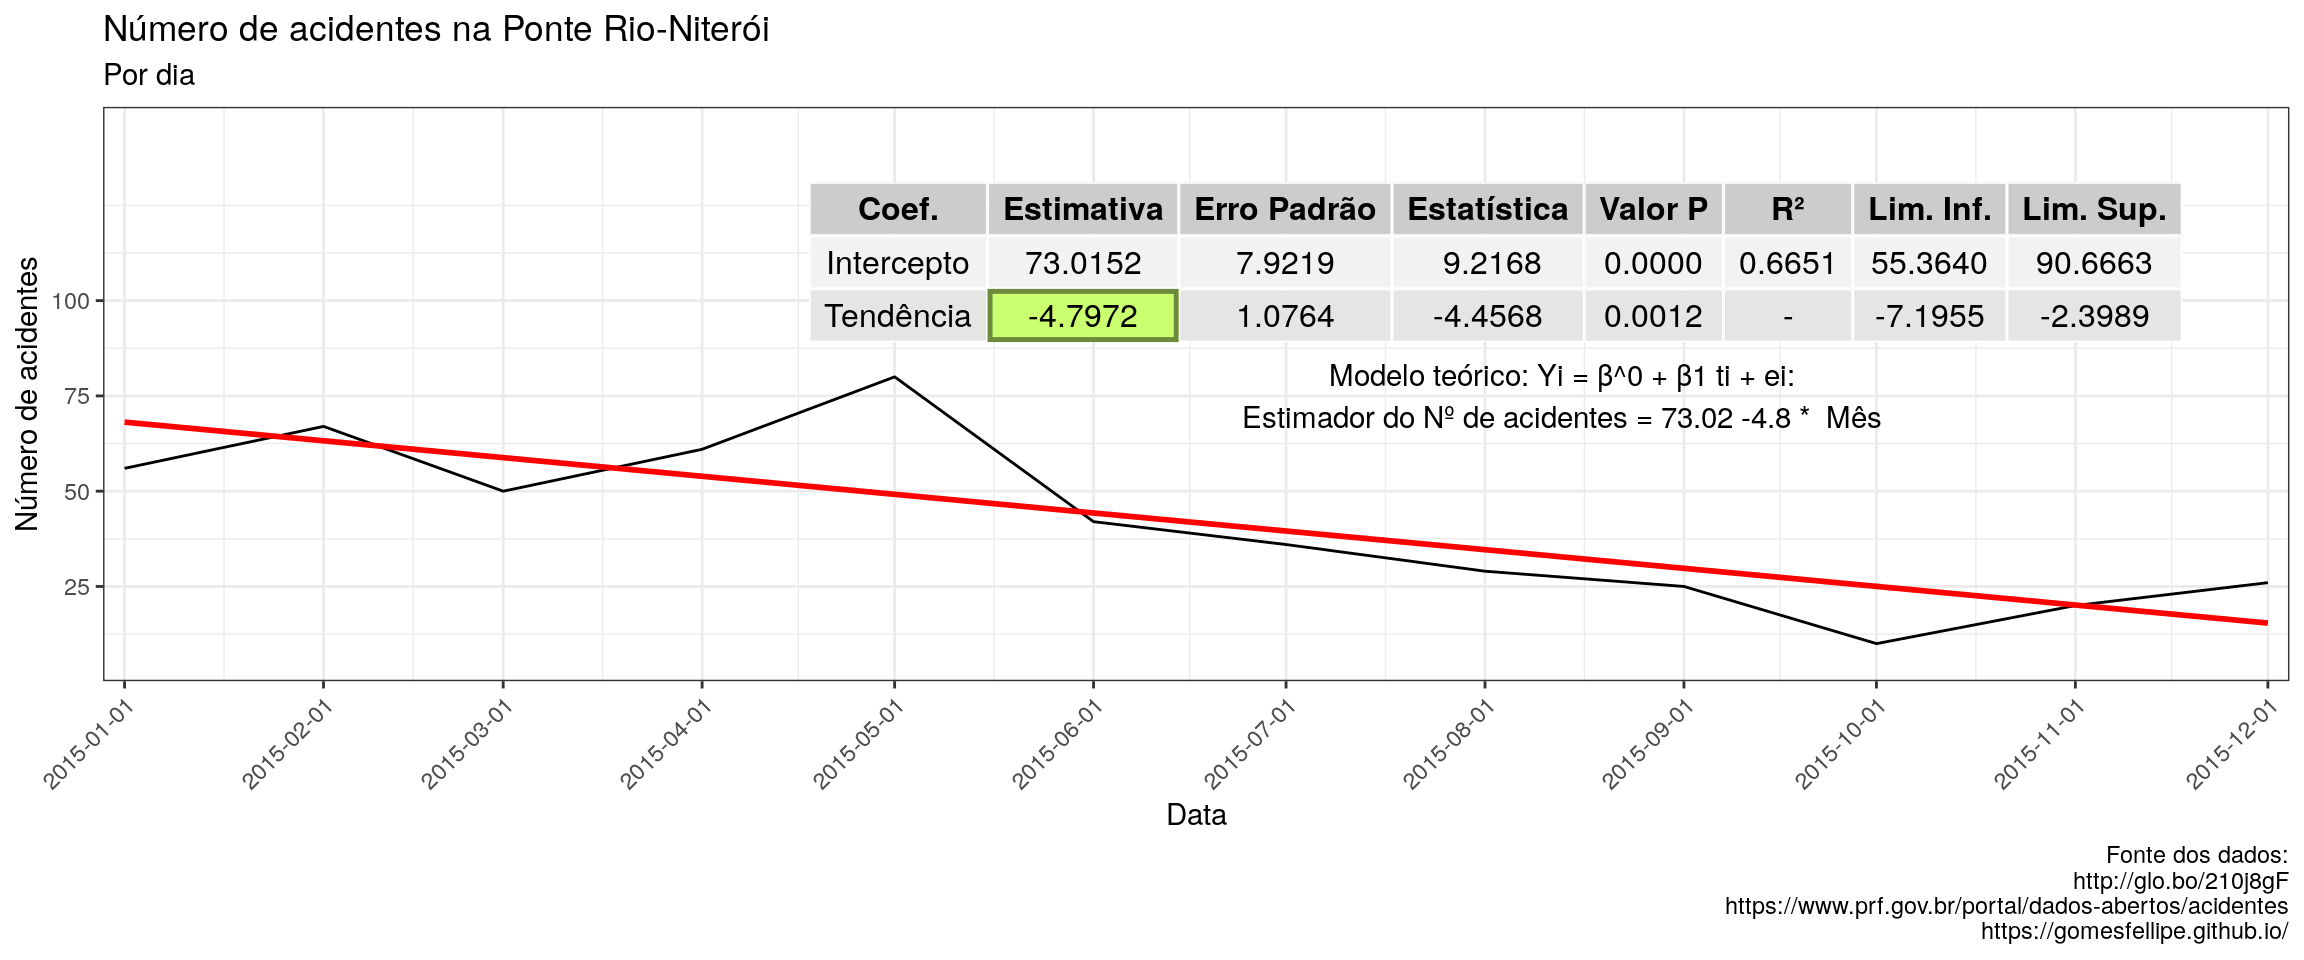 Número de acidentes na Ponte Rio-Niterói
Por dia
Número de acidentes
100
75
50
25
Coef. Estimativa Erro Padrão Estatística Valor P R² Lim. Inf. Lim. Sup.
Intercepto 73.0152 7.9219 9.2168 0.0000 0.6651 55.3640 90.6663
Tendência -4.7972 1.0764 -4.4568 0.0012 - -7.1955 -2.3989
Modelo teórico: Yi = β^0 + β1 ti + ei:
Estimador do Nº de acidentes = 73.02 -4.8 *  Mês
2015-01-01 2015-02-01 2015-03-01 2015-04-01 2015-05-01 2015-06-01 2015-07-01 2015-08-01 2015-09-01 2015-10-01 2015-11-01 2015-12-01
Data
Fonte dos dados:
http://glo.bo/210j8gF
https://www.prf.gov.br/portal/dados-abertos/acidentes
https://gomesfellipe.github.io/